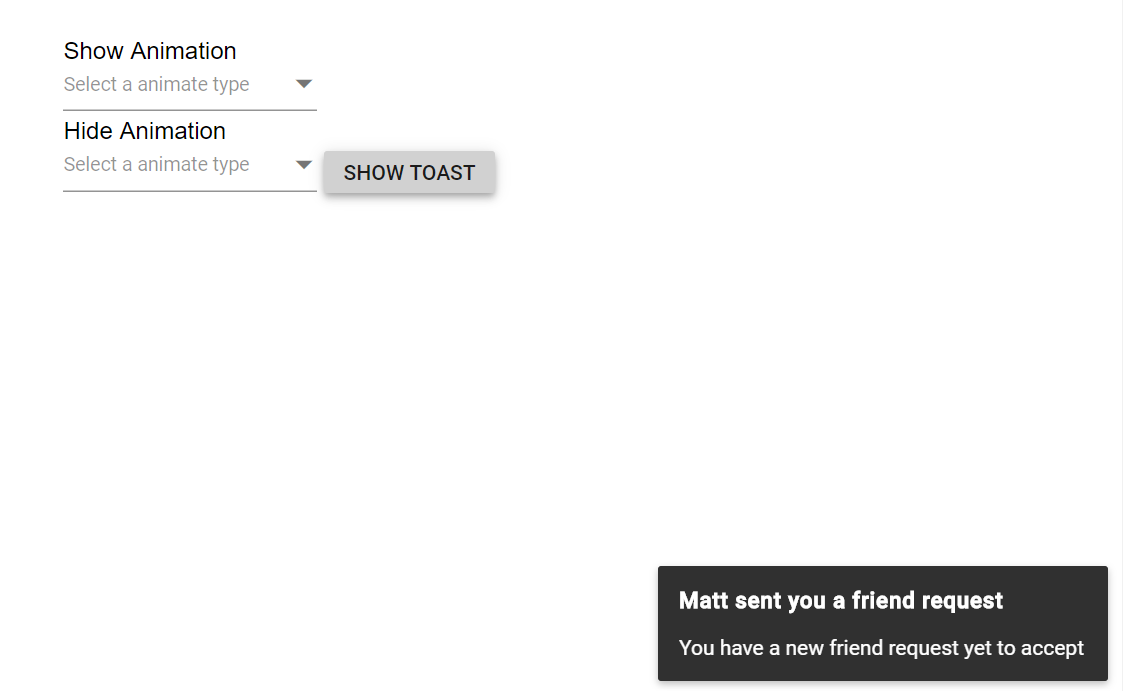 Show Animation
Select a animate type
Hide Animation
Select a animate type
SHOW TOAST
Matt sent you a friend request
You have a new friend request yet to accept